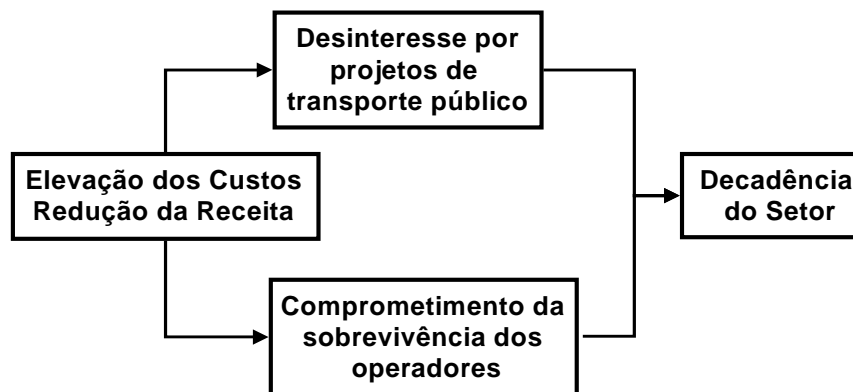 Desinteresse por
projetos de
transporte público
Elevação dos Custos
Redução da Receita
Decadência
do Setor
Comprometimento da
sobrevivência dos
operadores